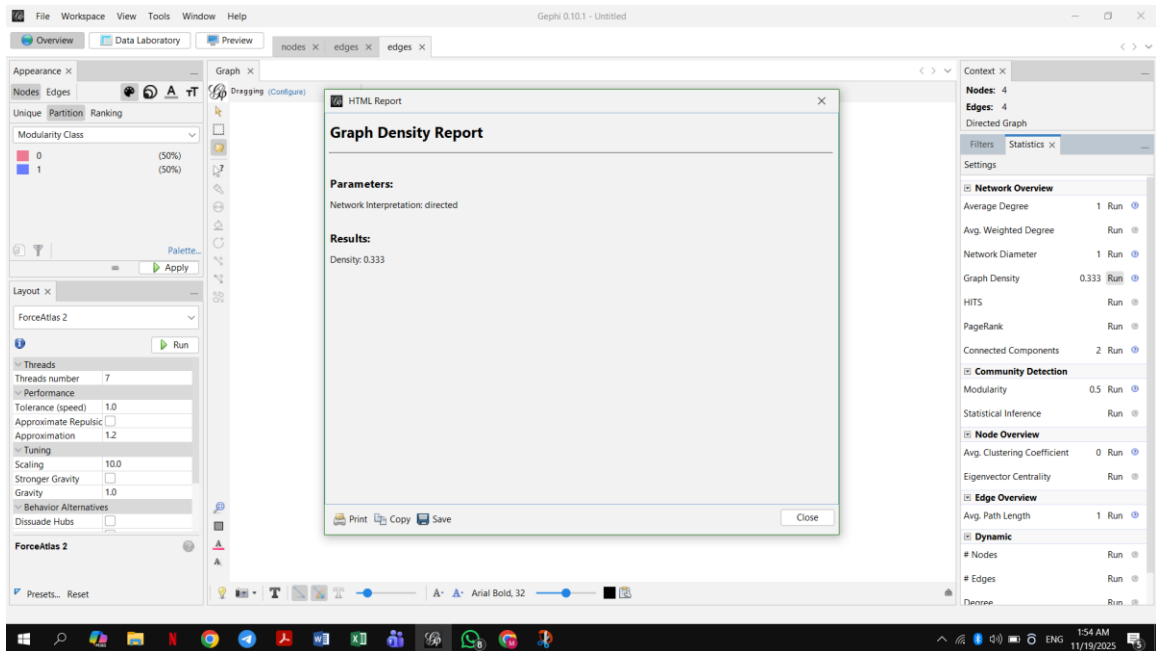 File Workspace View Tools Window Help
Gephi 0.10.1 - Untitled
Overview
Data Laboratory
Preview
nodes
edges
edges
Appearance
Nodes Edges
Unique Partition Ranking
Modularity Class
0 (50%)
1 (50%)
Palette...
Apply
Layout
ForceAtlas 2
Run
Threads
Threads number 7
Performance
Tolerance (speed) 1.0
Approximate Repulsic
Approximation 1.2
Tuning
Scaling 10.0
Stronger Gravity
Gravity 1.0
Behavior Alternatives
Dissuade Hubs
ForceAtlas 2
Presets... Reset
Graph
Dragging (Configure)
HTML Report
Graph Density Report
Parameters:
Network Interpretation: directed
Results:
Density: 0.333
Print Copy Save
Close
Arial Bold, 32
Context
Nodes: 4
Edges: 4
Directed Graph
Filters Statistics
Settings
Network Overview
Average Degree 1 Run
Avg. Weighted Degree Run
Network Diameter 1 Run
Graph Density 0.333 Run
HITS Run
PageRank Run
Connected Components 2 Run
Community Detection
Modularity 0.5 Run
Statistical Inference Run
Node Overview
Avg. Clustering Coefficient 0 Run
Eigenvector Centrality Run
Edge Overview
Avg. Path Length 1 Run
Dynamic
# Nodes Run
# Edges Run
Degree Run
ENG
1:54 AM
11/19/2025